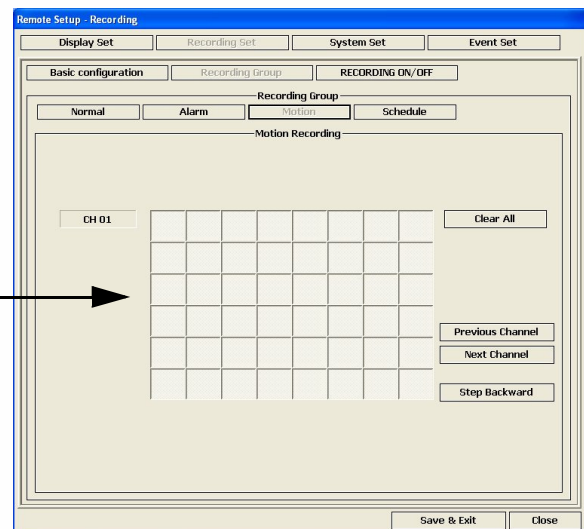 Remote Setup - Recording
Display Set Recording Set System Set Event Set
Basic configuration Recording Group RECORDING ON/OFF
Recording Group
Normal Alarm Motion Schedule
Motion Recording
CH 01 Clear All
Previous Channel
Next Channel
Step Backward
Save & Exit Close